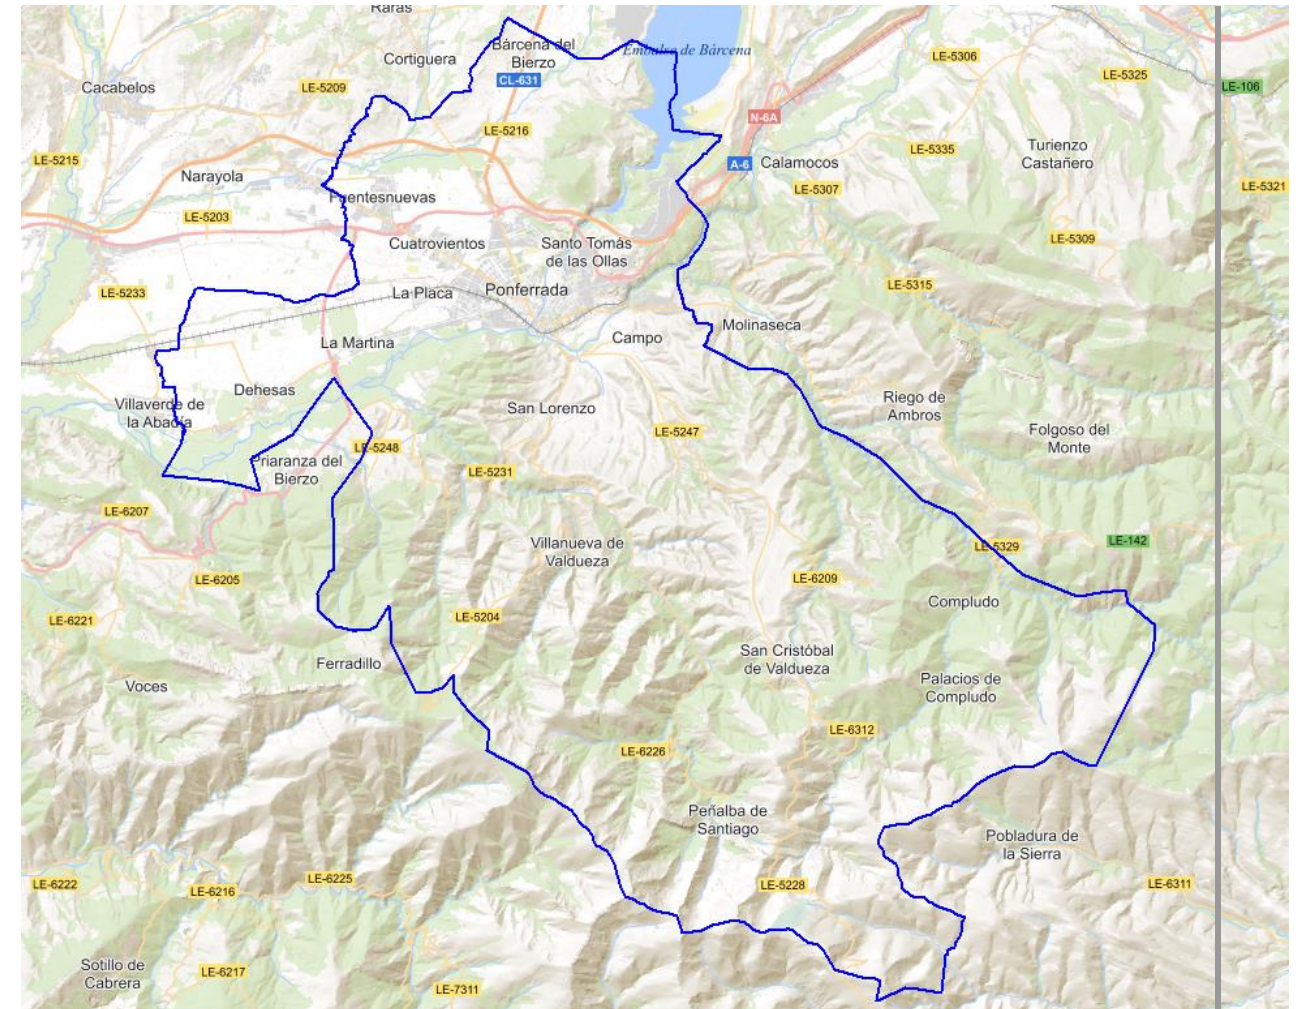 Raras
Bárcena del
Bierzo
Embalse de Bárcena
Cortiguera
LE-5306
LE-5325
CL-631
LE-5209
Cacabelos
LE-106
N-6A
LE-5216
LE-5335
Turienzo
Castañero
LE-5215
A-6
Calamocos
Narayola
LE-5307
LE-5321
Fuentesnuevas
LE-5203
LE-5309
Cuatrovientos
Santo Tomás
de las Ollas
LE-5315
LE-5233
La Placa
Ponferrada
Molinaseca
La Martina
Campo
Dehesas
Riego de
Ambros
Villaverde de
la Abadía
San Lorenzo
LE-5247
Folgoso del
Monte
LE-5248
Priaranza del
Bierzo
LE-5231
LE-6207
Villanueva de
Valdueza
LE-5329
LE-142
LE-6205
LE-6209
Compludo
LE-6221
LE-5204
San Cristóbal
de Valdueza
Ferradillo
Palacios de
Compludo
Voces
LE-6312
LE-6226
Peñalba de
Santiago
Pobladura de
la Sierra
LE-6222
LE-6216
LE-6225
LE-5228
LE-6311
Sotillo de
Cabrera
LE-6217
LE-7311